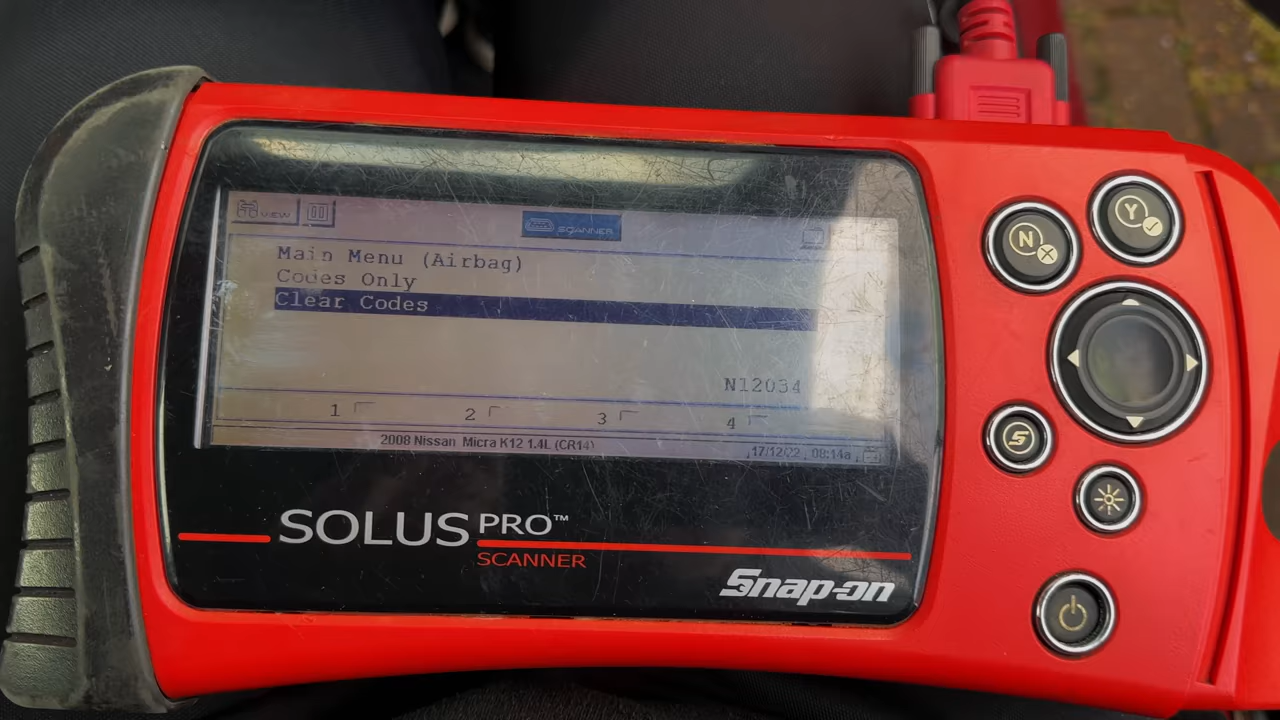 VIEW
SCANNER
Main Menu (Airbag)
Codes Only
Clear Codes
N12034
1 2 3 4
2008 Nissan Micra K12 1.4L (CR14)
17/12/22 08:14a
SOLUS PRO™
SCANNER
Snap-on
N
Y
S